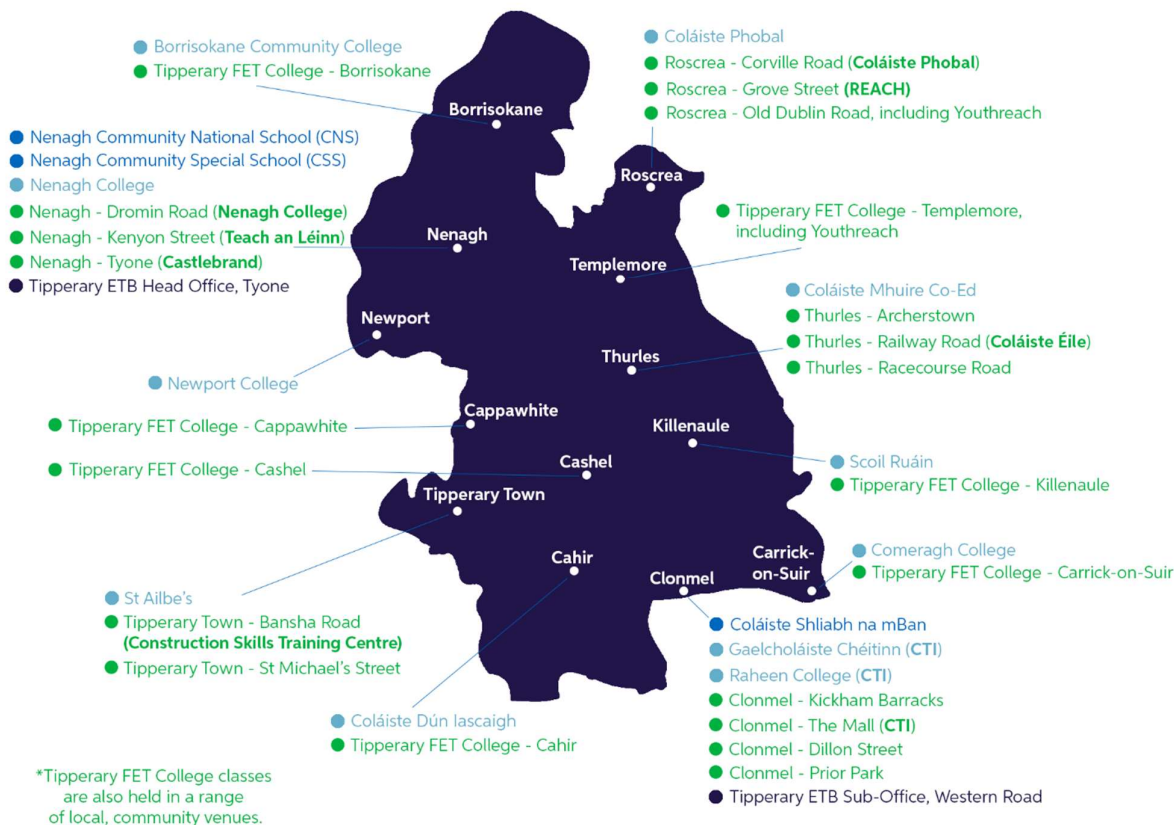 Borrisokane Community College
Tipperary FET College - Borrisokane
Borrisokane
Coláiste Phobal
Roscrea - Corville Road (Coláiste Phobal)
Roscrea - Grove Street (REACH)
Roscrea - Old Dublin Road, including Youthreach
Roscrea
Nenagh Community National School (CNS)
Nenagh Community Special School (CSS)
Nenagh College
Nenagh - Dromin Road (Nenagh College)
Nenagh - Kenyon Street (Teach an Léinn)
Nenagh - Tyone (Castlebrand)
Tipperary ETB Head Office, Tyone
Nenagh
Tipperary FET College - Templemore,
including Youthreach
Templemore
Coláiste Mhuire Co-Ed
Thurles - Archerstown
Thurles - Railway Road (Coláiste Éile)
Thurles - Racecourse Road
Thurles
Newport
Newport College
Cappawhite
Tipperary FET College - Cappawhite
Killenaule
Scoil Ruáin
Tipperary FET College - Killenaule
Cashel
Tipperary FET College - Cashel
Tipperary Town
St Ailbe's
Tipperary Town - Bansha Road
(Construction Skills Training Centre)
Tipperary Town - St Michael's Street
Cahir
Coláiste Dún Iascaigh
Tipperary FET College - Cahir
Carrick-
on-Suir
Comeragh College
Tipperary FET College - Carrick-on-Suir
Clonmel
Coláiste Shliabh na mBan
Gaelcholáiste Chéitinn (CTI)
Raheen College (CTI)
Clonmel - Kickham Barracks
Clonmel - The Mall (CTI)
Clonmel - Dillon Street
Clonmel - Prior Park
Tipperary ETB Sub-Office, Western Road
*Tipperary FET College classes
are also held in a range
of local, community venues.